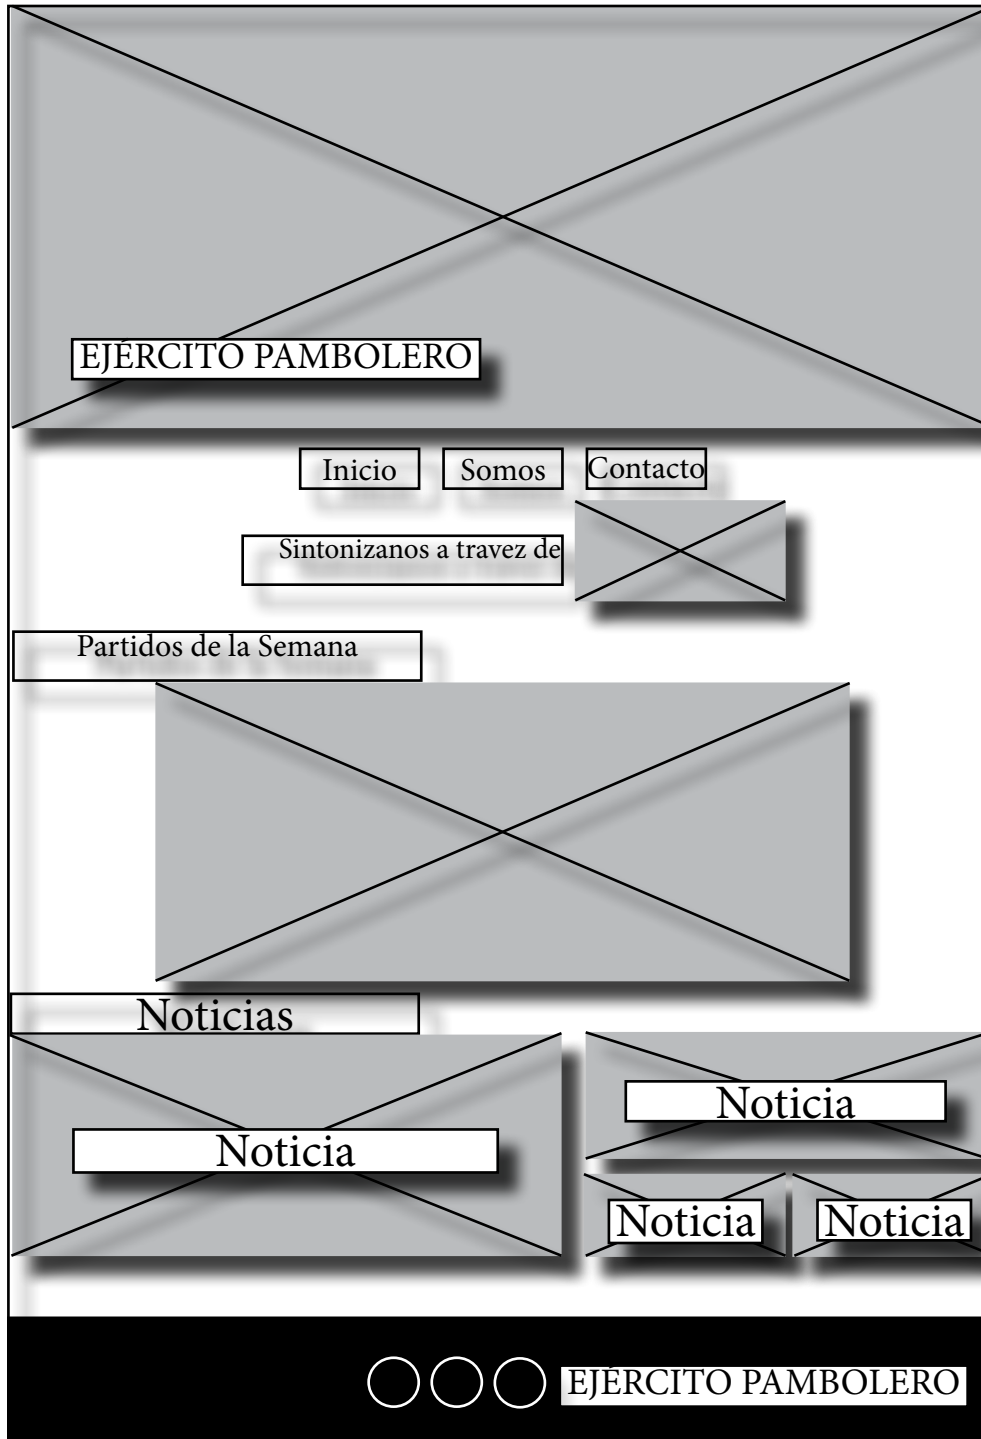 EJÉRCITO PAMBOLERO
Inicio
Somos
Contacto
Sintonizanos a travez de
Partidos de la Semana
Noticias
Noticia
Noticia
Noticia
Noticia
EJÉRCITO PAMBOLERO